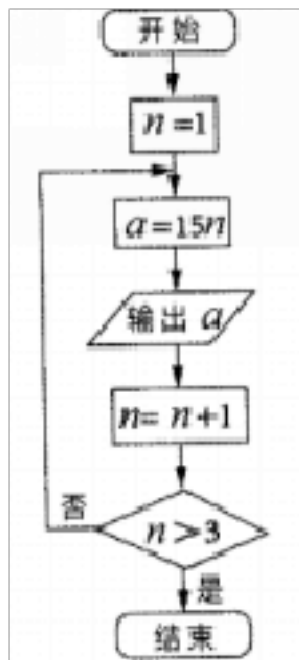 开始
n=1
a=15n
输出 a
n= n+1
n>3
否
是
结束